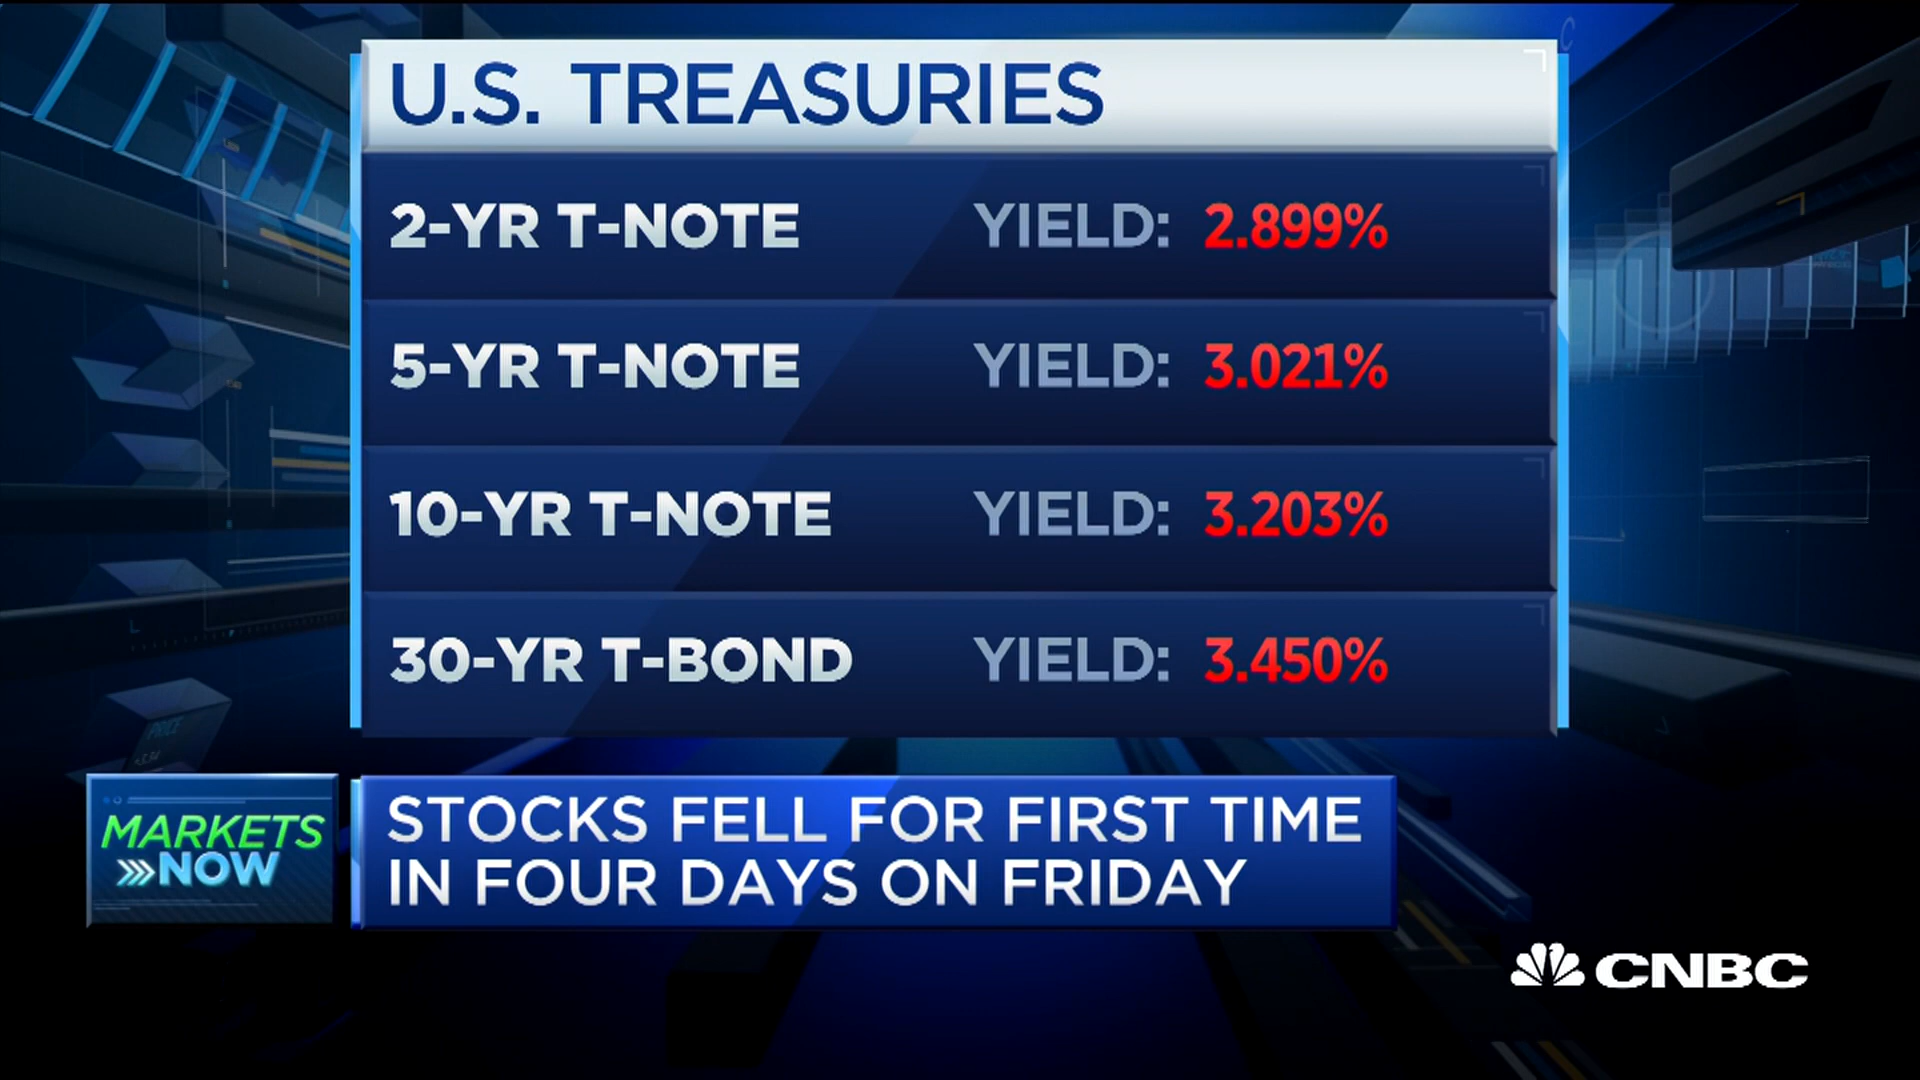 U.S. TREASURIES
2-YR T-NOTE YIELD: 2.899%
5-YR T-NOTE YIELD: 3.021%
10-YR T-NOTE YIELD: 3.203%
30-YR T-BOND YIELD: 3.450%
PRICE
MARKETS
NOW
STOCKS FELL FOR FIRST TIME
IN FOUR DAYS ON FRIDAY
CNBC